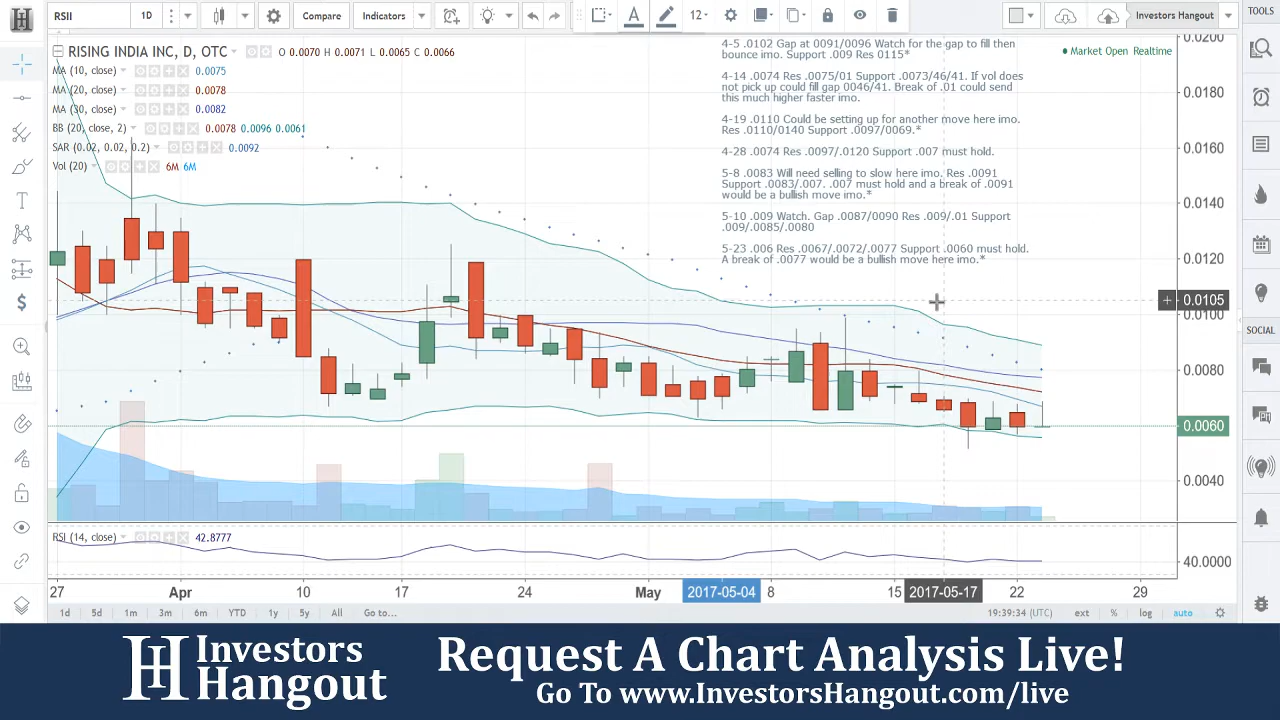 RSII
1D
Compare
Indicators
12
Investors Hangout
TOOLS
RISING INDIA INC, D, OTC
O 0.0070 H 0.0071 L 0.0065 C 0.0066
MA (10, close) 0.0075
MA (20, close) 0.0078
MA (30, close) 0.0082
BB (20, close, 2) 0.0078 0.0096 0.0061
SAR (0.02, 0.02, 0.2) 0.0092
Vol (20) 6M 6M
4-5 .0102 Gap at 0091/0096 Watch for the gap to fill then
bounce imo. Support .009 Res 0115*
4-14 .0074 Res .0075/01 Support .0073/46/41. If vol does
not pick up could fill gap 0046/41. Break of .01 could send
this much higher faster imo.
4-19 .0110 Could be setting up for another move here imo.
Res .0110/0140 Support .0097/0069.*
4-28 .0074 Res .0097/.0120 Support .007 must hold.
5-8 .0083 Will need selling to slow here imo. Res .0091
Support .0083/.007. .007 must hold and a break of .0091
would be a bullish move imo.*
5-10 .009 Watch. Gap .0087/0090 Res .009/.01 Support
.009/.0085/.0080
5-23 .006 Res .0067/.0072/.0077 Support .0060 must hold.
A break of .0077 would be a bullish move here imo.*
Market Open Realtime
0.0200
0.0180
0.0160
0.0140
0.0120
0.0105
0.0100
0.0080
0.0060
0.0040
SOCIAL
RSI (14, close) 42.8777
40.0000
27
Apr
10
17
24
May
2017-05-04
8
15
2017-05-17
22
29
1d 5d 1m 3m 6m YTD 1y 5y All Go to...
19:39:34 (UTC) ext % log auto
Investors
Hangout
Request A Chart Analysis Live!
Go To www.InvestorsHangout.com/live